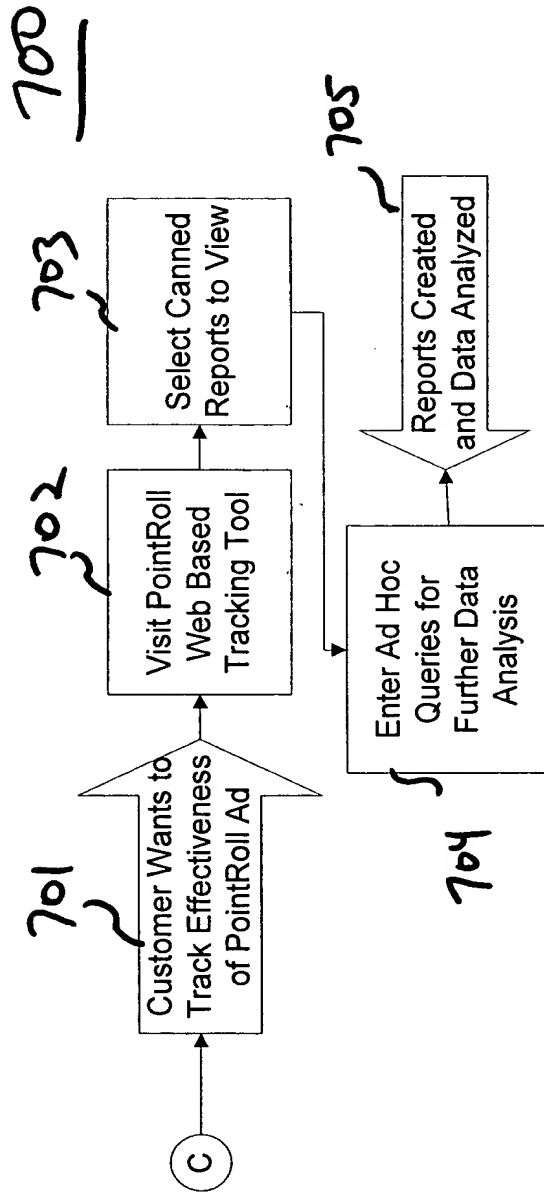 700
C
701
Customer Wants to
Track Effectiveness
of PointRoll Ad
702
Visit PointRoll
Web Based
Tracking Tool
703
Select Canned
Reports to View
704
Enter Ad Hoc
Queries for
Further Data
Analysis
705
Reports Created
and Data Analyzed